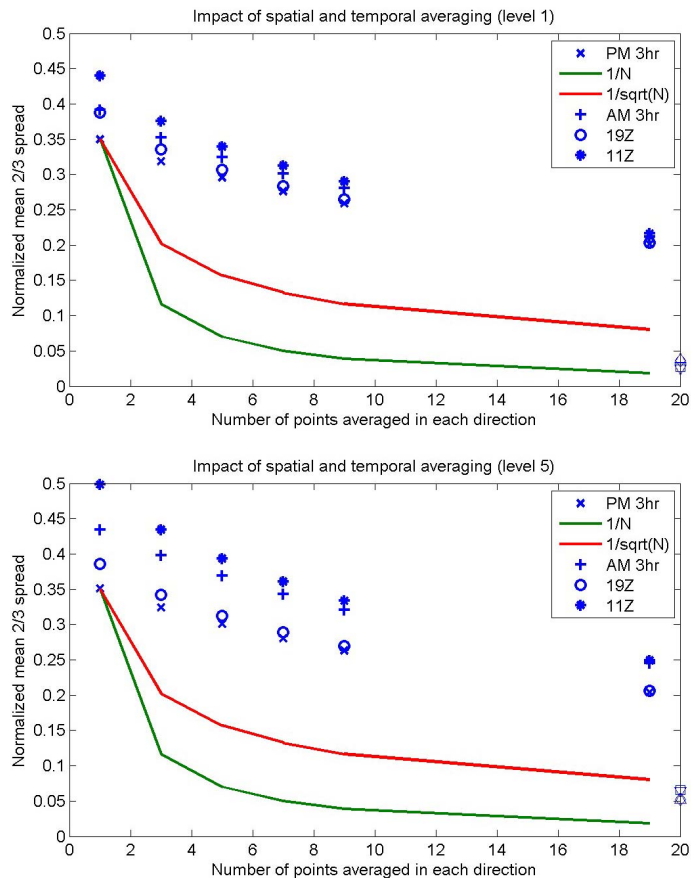 Impact of spatial and temporal averaging (level 1)
0.5
0.45
0.4
0.35
0.3
0.25
0.2
0.15
0.1
0.05
0
Normalized mean 2/3 spread
PM 3hr
1/N
1/sqrt(N)
AM 3hr
19Z
11Z
0 2 4 6 8 10 12 14 16 18 20
Number of points averaged in each direction
Impact of spatial and temporal averaging (level 5)
0.5
0.45
0.4
0.35
0.3
0.25
0.2
0.15
0.1
0.05
0
Normalized mean 2/3 spread
PM 3hr
1/N
1/sqrt(N)
AM 3hr
19Z
11Z
0 2 4 6 8 10 12 14 16 18 20
Number of points averaged in each direction